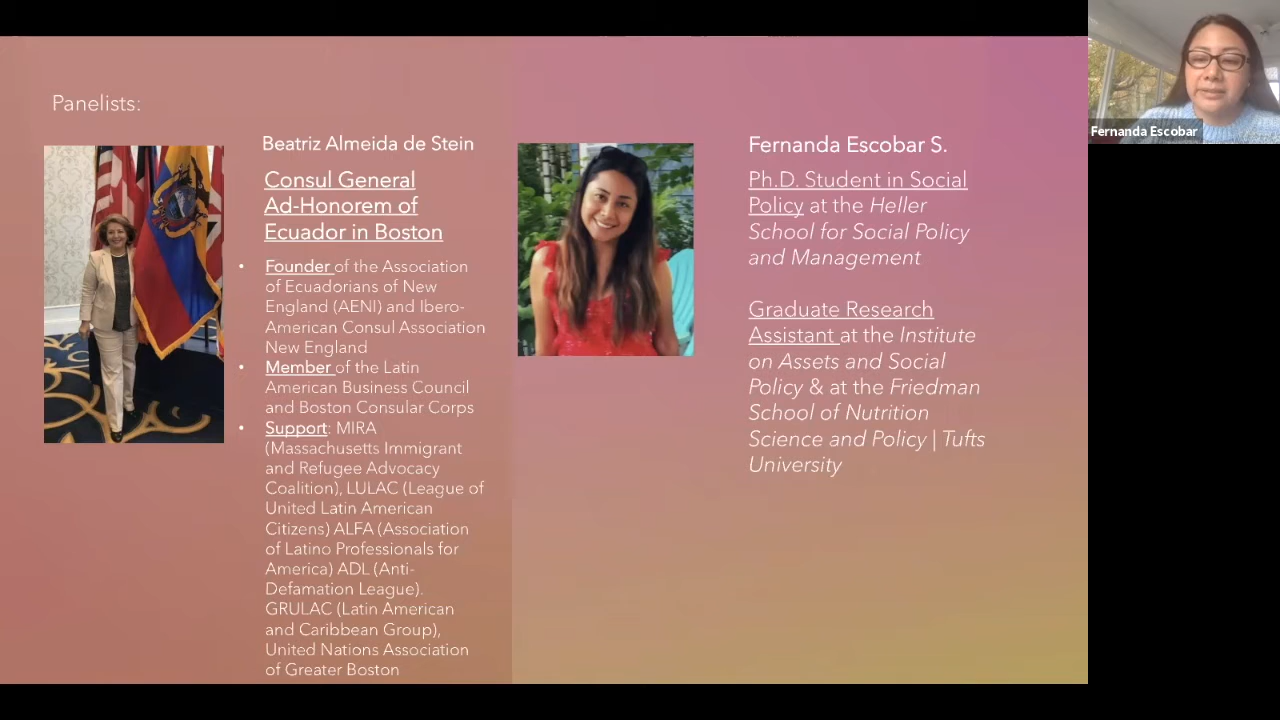 Panelists:
Beatriz Almeida de Stein
Consul General
Ad-Honorem of
Ecuador in Boston
• Founder of the Association
of Ecuadorians of New
England (AENI) and Ibero-
American Consul Association
New England
• Member of the Latin
American Business Council
and Boston Consular Corps
• Support: MIRA
(Massachusetts Immigrant
and Refugee Advocacy
Coalition), LULAC (League of
United Latin American
Citizens) ALFA (Association
of Latino Professionals for
America) ADL (Anti-
Defamation League).
GRULAC (Latin American
and Caribbean Group),
United Nations Association
of Greater Boston
Fernanda Escobar S.
Ph.D. Student in Social
Policy at the Heller
School for Social Policy
and Management
Graduate Research
Assistant at the Institute
on Assets and Social
Policy & at the Friedman
School of Nutrition
Science and Policy | Tufts
University
Fernanda Escobar